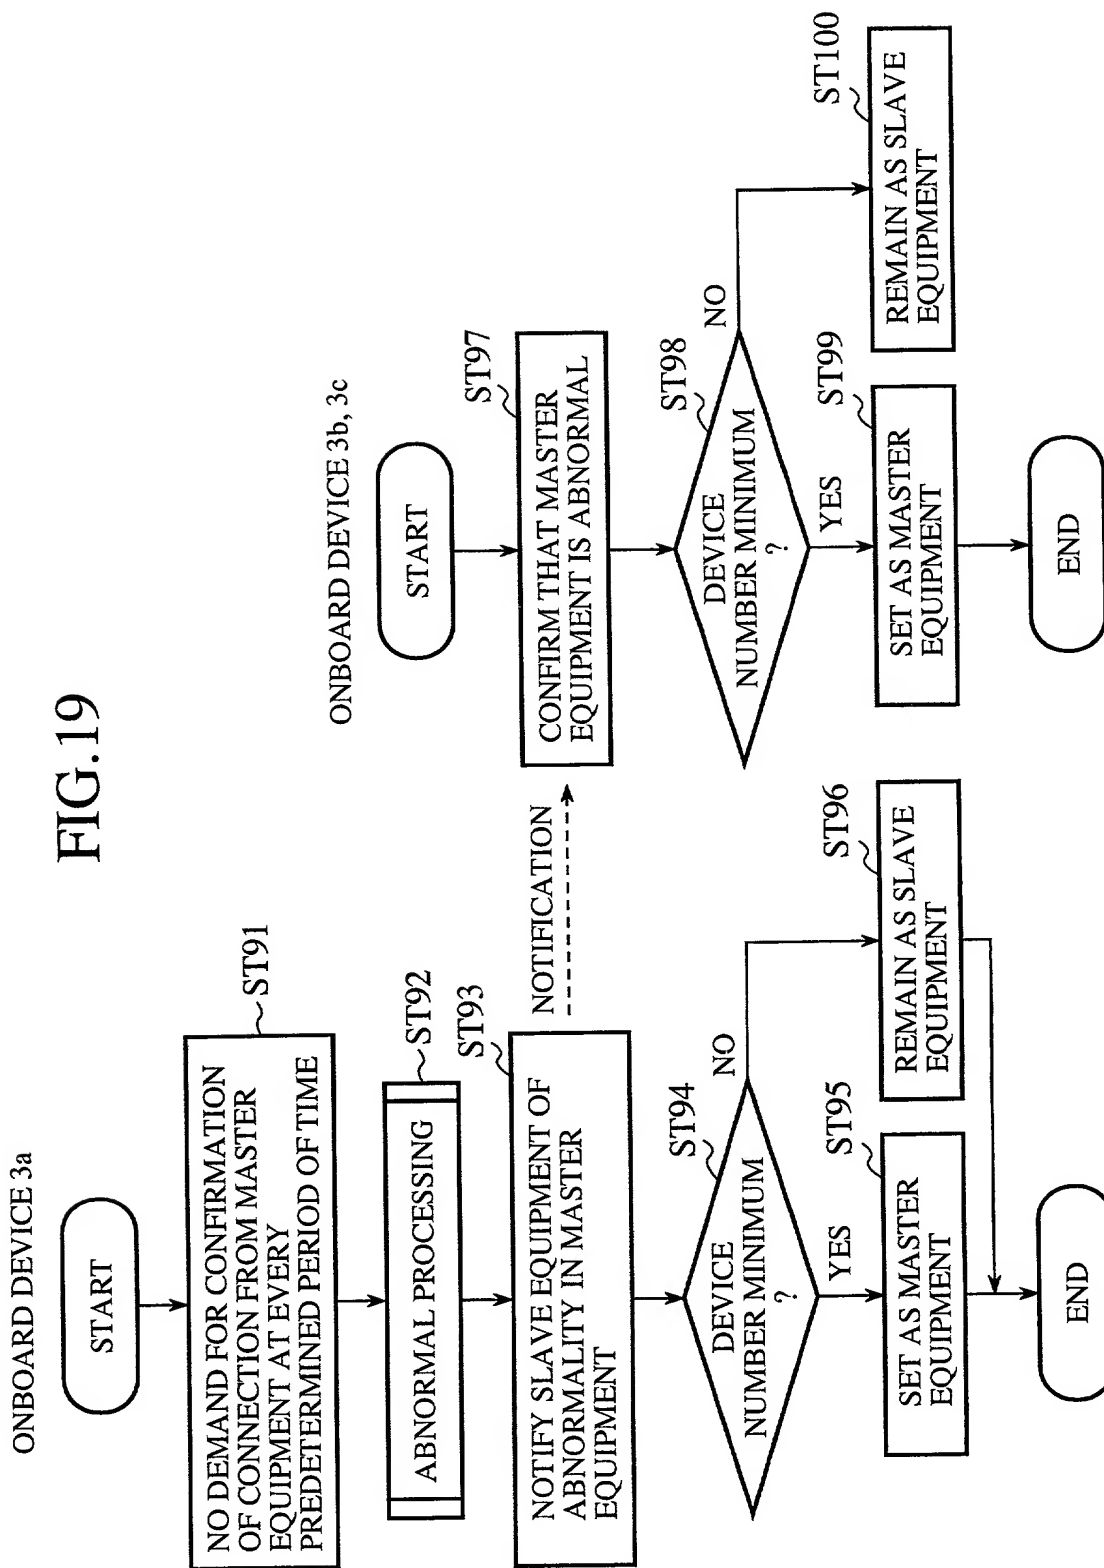 FIG.19
ONBOARD DEVICE 3a
START
NO DEMAND FOR CONFIRMATION
OF CONNECTION FROM MASTER
EQUIPMENT AT EVERY
PREDETERMINED PERIOD OF TIME
ST91
ABNORMAL PROCESSING
ST92
NOTIFY SLAVE EQUIPMENT OF
ABNORMALITY IN MASTER
EQUIPMENT
ST93
NOTIFICATION
DEVICE
NUMBER MINIMUM
?
ST94
NO
YES
SET AS MASTER
EQUIPMENT
ST95
REMAIN AS SLAVE
EQUIPMENT
ST96
END
ONBOARD DEVICE 3b, 3c
START
CONFIRM THAT MASTER
EQUIPMENT IS ABNORMAL
ST97
DEVICE
NUMBER MINIMUM
?
ST98
NO
YES
SET AS MASTER
EQUIPMENT
ST99
REMAIN AS SLAVE
EQUIPMENT
ST100
END